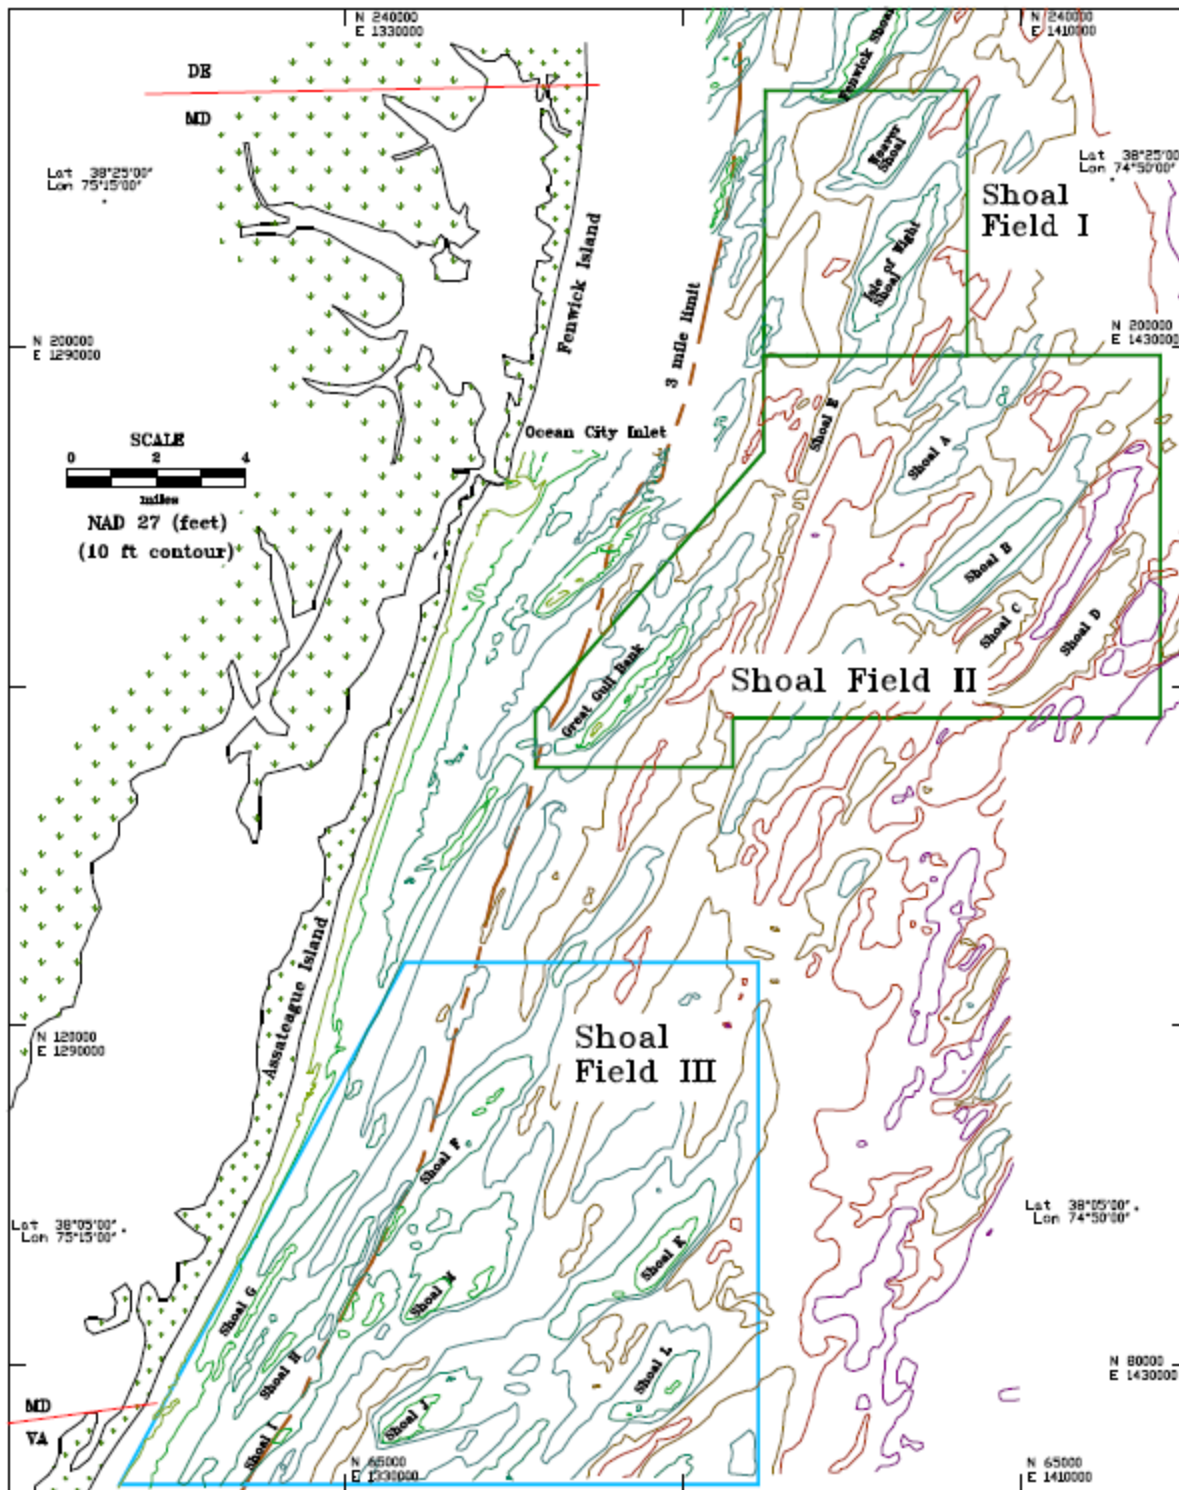 N 240000
E 1330000
N 240000
E 1410000
Fenwick Shoal
DE
MD
Weaver
Shoal
Lat 38°25'00"
Lon 75°15'00"
Lat 38°25'00
Lon 74°50'00"
Shoal
Field I
Isle of Wight
Shoal
Fenwick Island
3 mile limit
N 200000
E 1290000
N 200000
E 1430000
Ocean City Inlet
Shoal E
Shoal A
SCALE
0 2 4
miles
NAD 27 (feet)
(10 ft contour)
Shoal B
Shoal C
Shoal D
Great Gull Bank
Shoal Field II
Assateague Island
N 120000
E 1290000
Shoal
Field III
Shoal F
Lat 38°05'00"
Lon 75°15'00"
Lat 38°05'00"
Lon 74°50'00"
Shoal K
Shoal G
Shoal M
Shoal H
Shoal L
N 80000
E 1430000
MD
VA
Shoal J
Shoal I
N 65000
E 1330000
N 65000
E 1410000